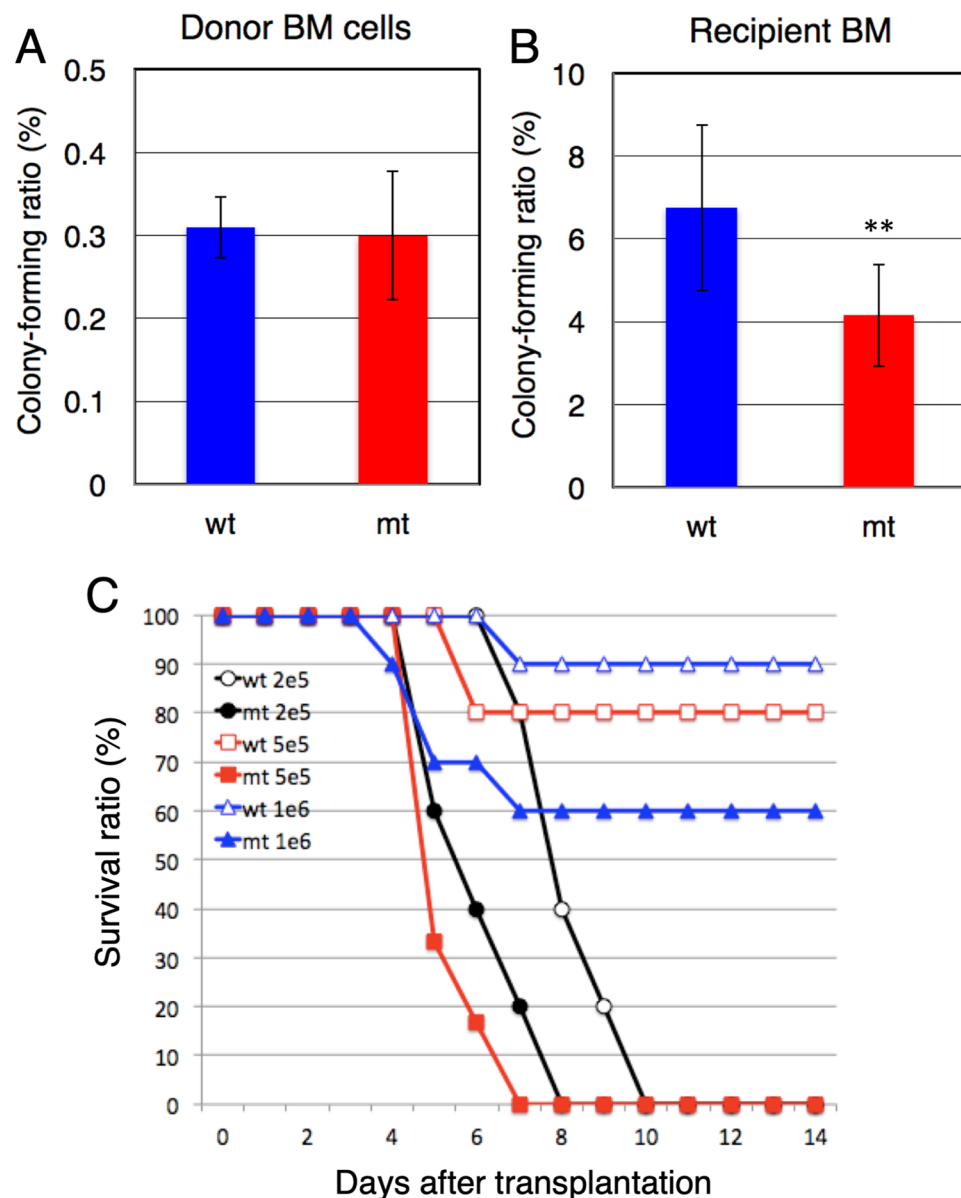 A
Donor BM cells
Colony-forming ratio (%)
0.5
0.4
0.3
0.2
0.1
0
wt
mt
B
Recipient BM
Colony-forming ratio (%)
10
8
6
4
2
0
**
wt
mt
C
Survival ratio (%)
100
90
80
70
60
50
40
30
20
10
0
wt 2e5
mt 2e5
wt 5e5
mt 5e5
wt 1e6
mt 1e6
0 2 4 6 8 10 12 14
Days after transplantation